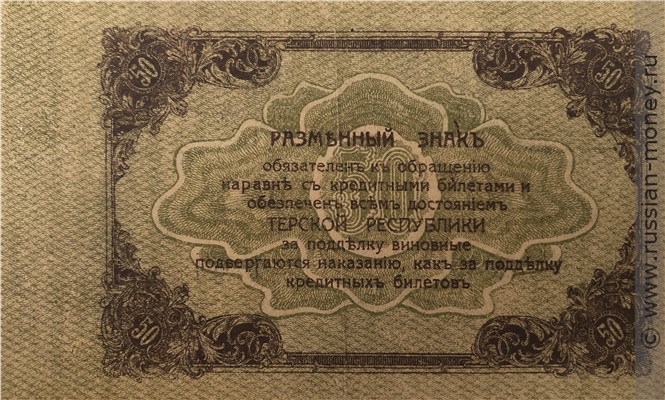 50 50
РАЗМѢННЫЙ ЗНАКЪ
обязателенъ къ обращенію
наравнѣ съ кредитными билетами и
обезпеченъ всѣмъ достояніемъ
ТЕРСКОЙ РЕСПУБЛИКИ
50
за поддѣлку виновные
подвергаются наказанію, какъ за поддѣлку
кредитныхъ билетовъ
50 50
www.russian-money.ru